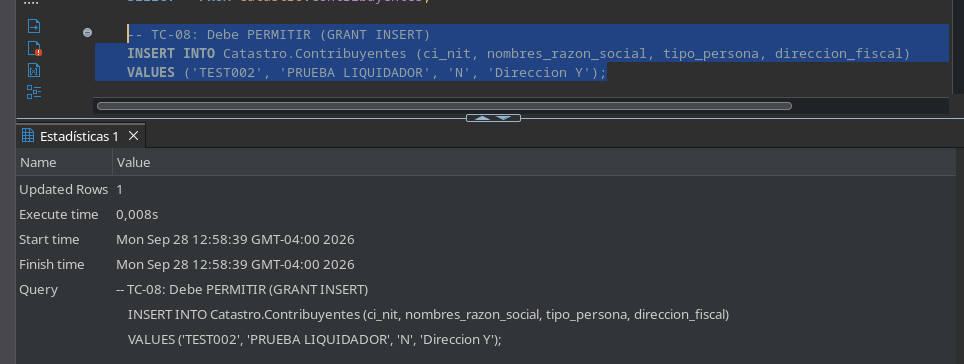 -- TC-08: Debe PERMITIR (GRANT INSERT)
INSERT INTO Catastro.Contribuyentes (ci_nit, nombres_razon_social, tipo_persona, direccion_fiscal)
VALUES ('TEST002', 'PRUEBA LIQUIDADOR', 'N', 'Direccion Y');
Estadísticas 1
Name Value
Updated Rows 1
Execute time 0,008s
Start time Mon Sep 28 12:58:39 GMT-04:00 2026
Finish time Mon Sep 28 12:58:39 GMT-04:00 2026
Query -- TC-08: Debe PERMITIR (GRANT INSERT)
INSERT INTO Catastro.Contribuyentes (ci_nit, nombres_razon_social, tipo_persona, direccion_fiscal)
VALUES ('TEST002', 'PRUEBA LIQUIDADOR', 'N', 'Direccion Y');